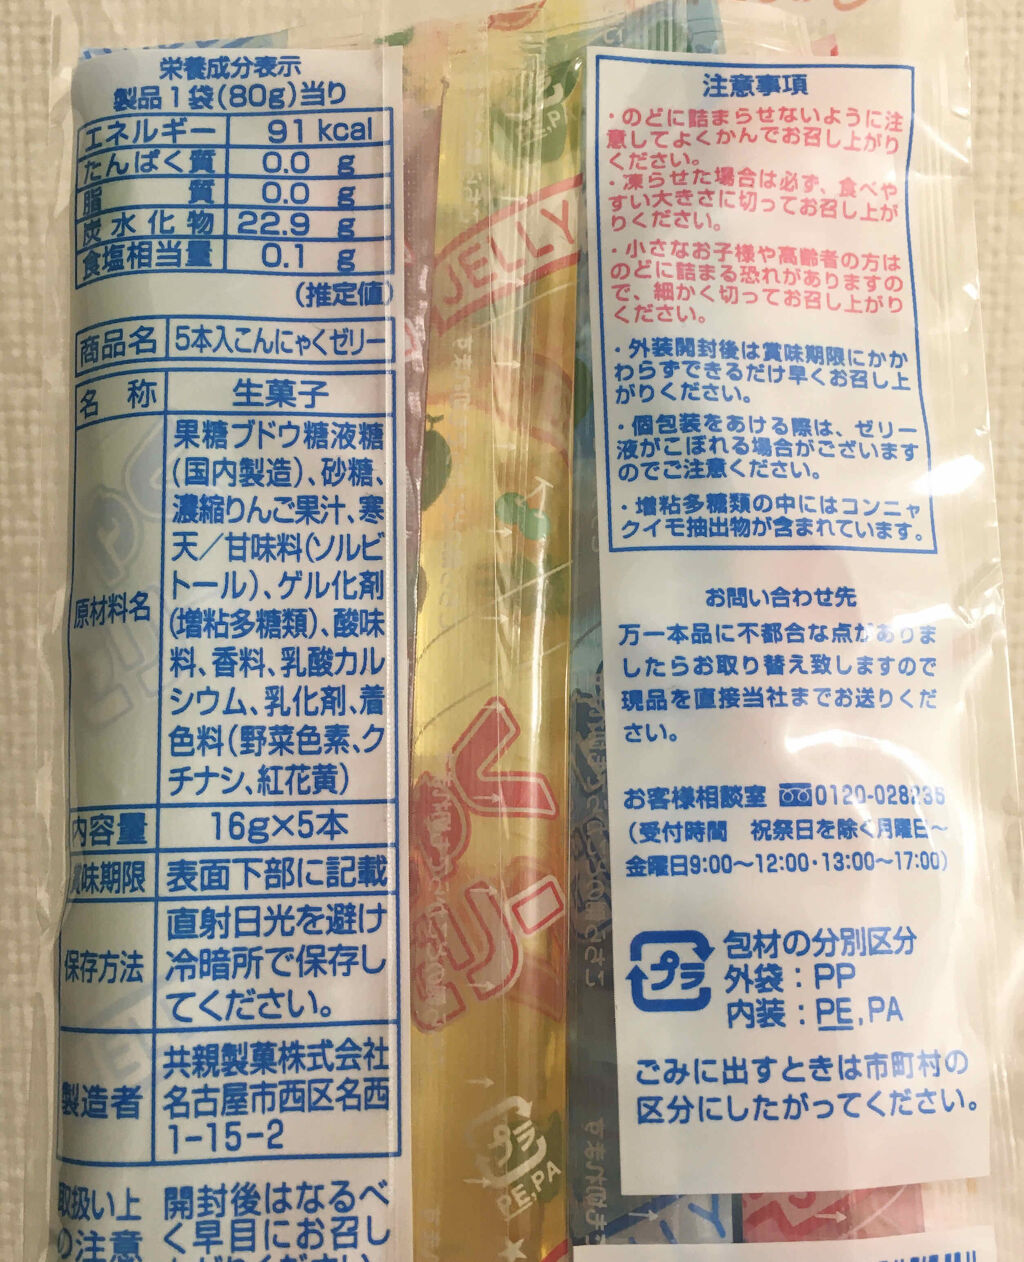 栄養成分表示
製品1袋(80g)当り
エネルギー 91 kcal
たんぱく質 0.0 g
脂質 0.0 g
炭水化物 22.9 g
食塩相当量 0.1 g
(推定値)
商品名 5本入こんにゃくゼリー
名称 生菓子
原材料名
果糖ブドウ糖液糖
(国内製造)、砂糖、
濃縮りんご果汁、寒
天／甘味料(ソルビ
トール)、ゲル化剤
(増粘多糖類)、酸味
料、香料、乳酸カル
シウム、乳化剤、着
色料(野菜色素、ク
チナシ、紅花黄)
内容量 16g×5本
賞味期限 表面下部に記載
保存方法
直射日光を避け
冷暗所で保存し
てください。
製造者
共親製菓株式会社
名古屋市西区名西
1-15-2
取扱い上
の注意
開封後はなるべ
く早目にお召し
JELLY
プラ
PE,PA
注意事項
・のどに詰まらせないように注
意してよくかんでお召し上がり
ください。
・凍らせた場合は必ず、食べや
すい大きさに切ってお召し上が
りください。
・小さなお子様や高齢者の方は
のどに詰まる恐れがありますの
で、細かく切ってお召し上がり
ください。
・外装開封後は賞味期限にかか
わらずできるだけ早くお召し上
がりください。
・個包装をあける際は、ゼリー
液がこぼれる場合がございます
のでご注意ください。
・増粘多糖類の中にはコンニャ
クイモ抽出物が含まれています。
お問い合わせ先
万一本品に不都合な点がありま
したらお取り替え致しますので
現品を直接当社までお送りくだ
さい。
お客様相談室 0120-028235
(受付時間 祝祭日を除く月曜日〜
金曜日9:00〜12:00・13:00〜17:00)
プラ
包材の分別区分
外袋：PP
内装：PE,PA
ごみに出すときは市町村の
区分にしたがってください。